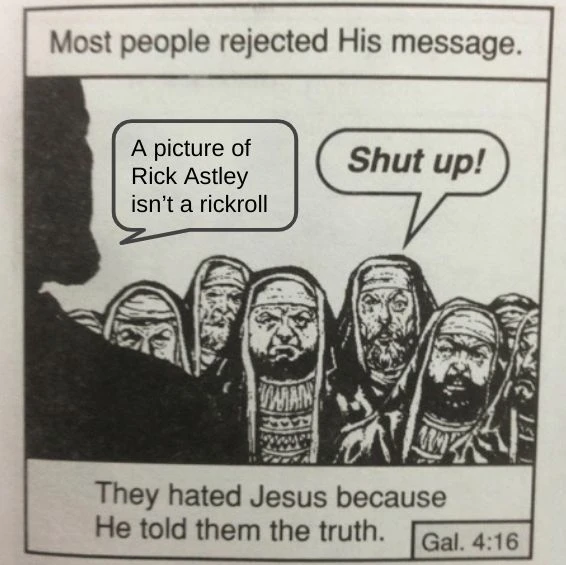 Most people rejected His message.
A picture of
Rick Astley
isn't a rickroll
Shut up!
They hated Jesus because
He told them the truth.
Gal. 4:16